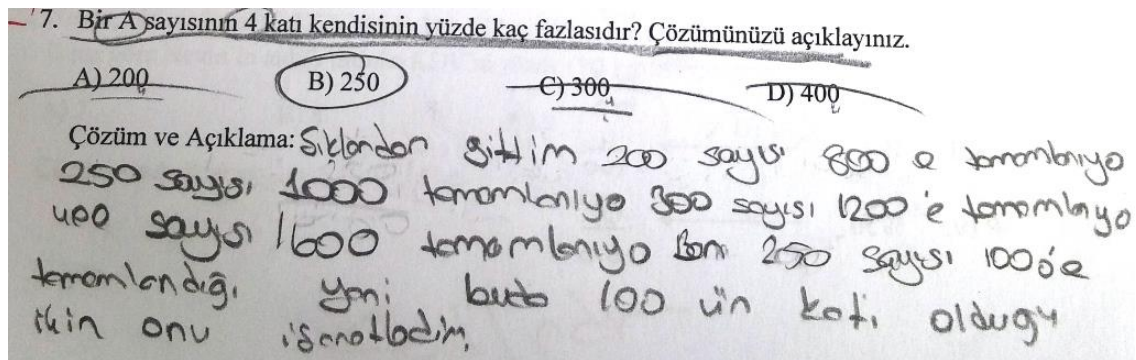 7. Bir A sayısının 4 katı kendisinin yüzde kaç fazlasıdır? Çözümünüzü açıklayınız.
A) 200 B) 250 C) 300 D) 400
Çözüm ve Açıklama: Şıklardan gittim 200 sayısı 800 e tamamlanıyo
250 sayısı 1000 tamamlanıyo 300 sayısı 1200'e tamamlanıyo
400 sayısı 1600 tamamlanıyo Ben 250 sayısı 1000'e
tamamlandığı yani buda 100 ün katı olduğu
için onu işaretledim.